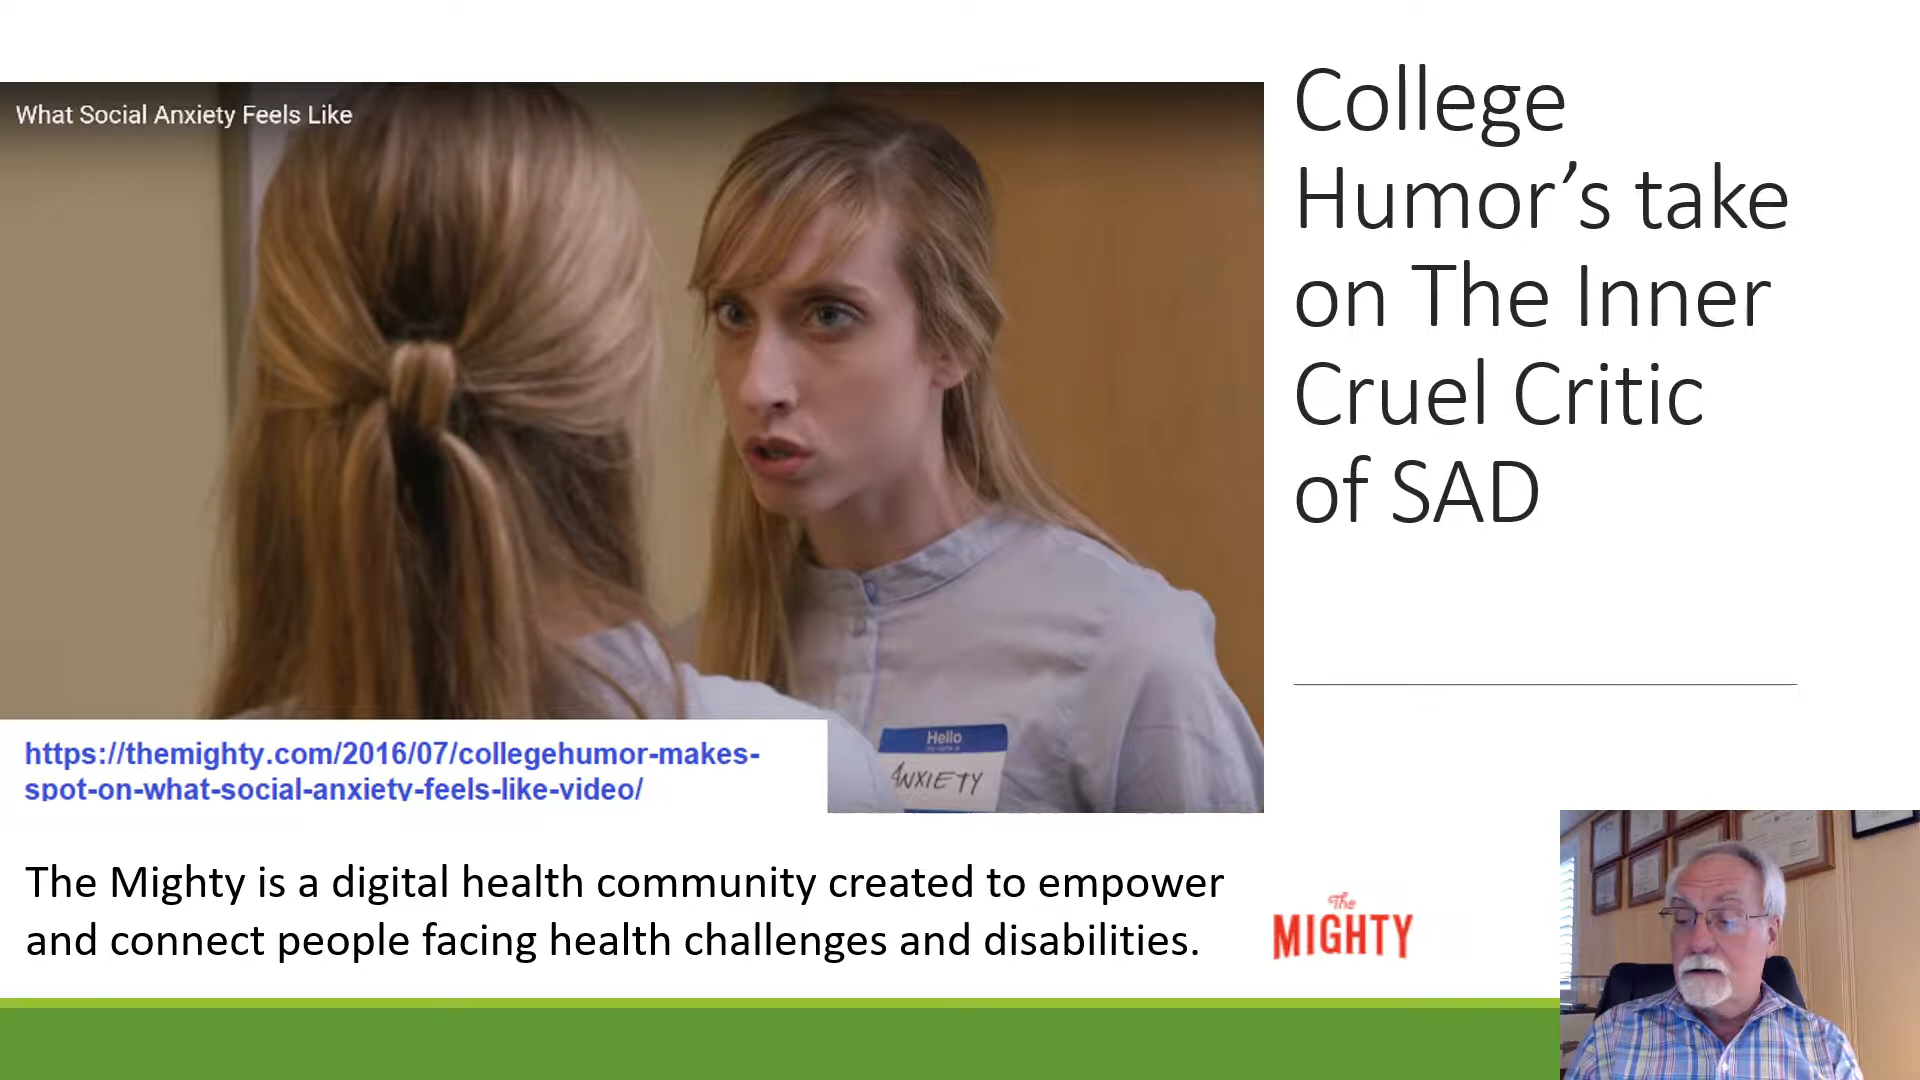 What Social Anxiety Feels Like
College
Humor’s take
on The Inner
Cruel Critic
of SAD
Hello
ANXIETY
https://themighty.com/2016/07/collegehumor-makes-
spot-on-what-social-anxiety-feels-like-video/
The Mighty is a digital health community created to empower
and connect people facing health challenges and disabilities.
The
MIGHTY